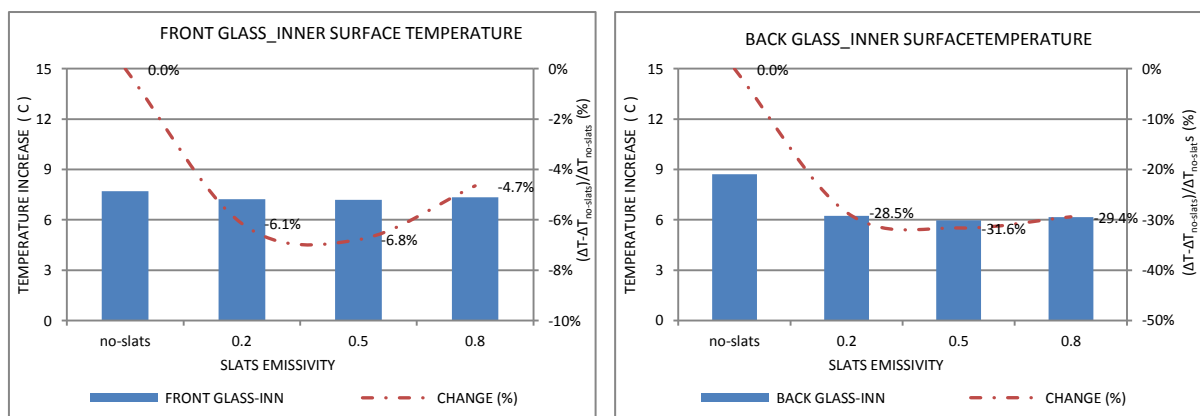 FRONT GLASS_INNER SURFACE TEMPERATURE
TEMPERATURE INCREASE ( C )
15
12
9
6
3
0
0.0%
-6.1%
-6.8%
-4.7%
0%
-2%
-4%
-6%
-8%
-10%
(ΔT-ΔTno-slats)/ΔTno-slats (%)
no-slats 0.2 0.5 0.8
SLATS EMISSIVITY
FRONT GLASS-INN CHANGE (%)
BACK GLASS_INNER SURFACETEMPERATURE
TEMPERATURE INCREASE ( C )
15
12
9
6
3
0
0.0%
-28.5%
-31.6%
-29.4%
0%
-10%
-20%
-30%
-40%
-50%
(ΔT-ΔTno-slats)/ΔTno-slats (%)
no-slats 0.2 0.5 0.8
SLATS EMISSIVITY
BACK GLASS-INN CHANGE (%)